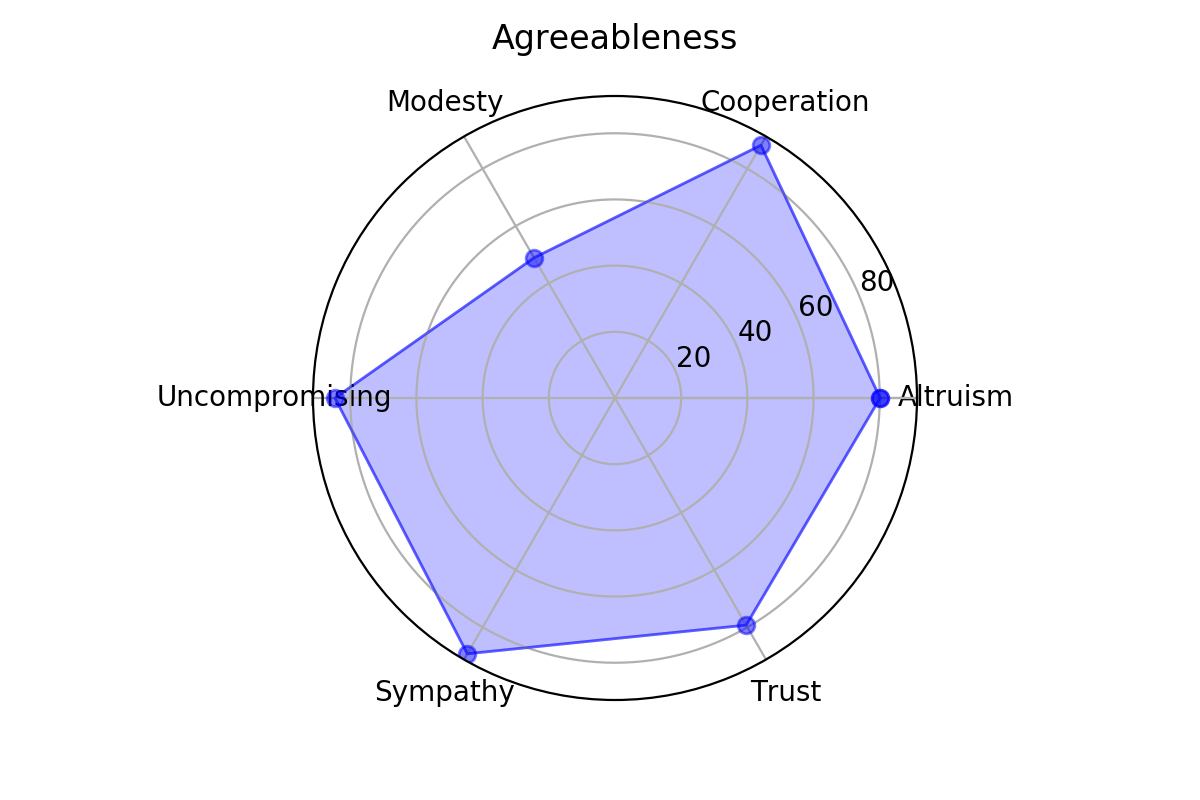 Agreeableness
Modesty
Cooperation
80
60
40
20
Uncompromising
Altruism
Sympathy
Trust